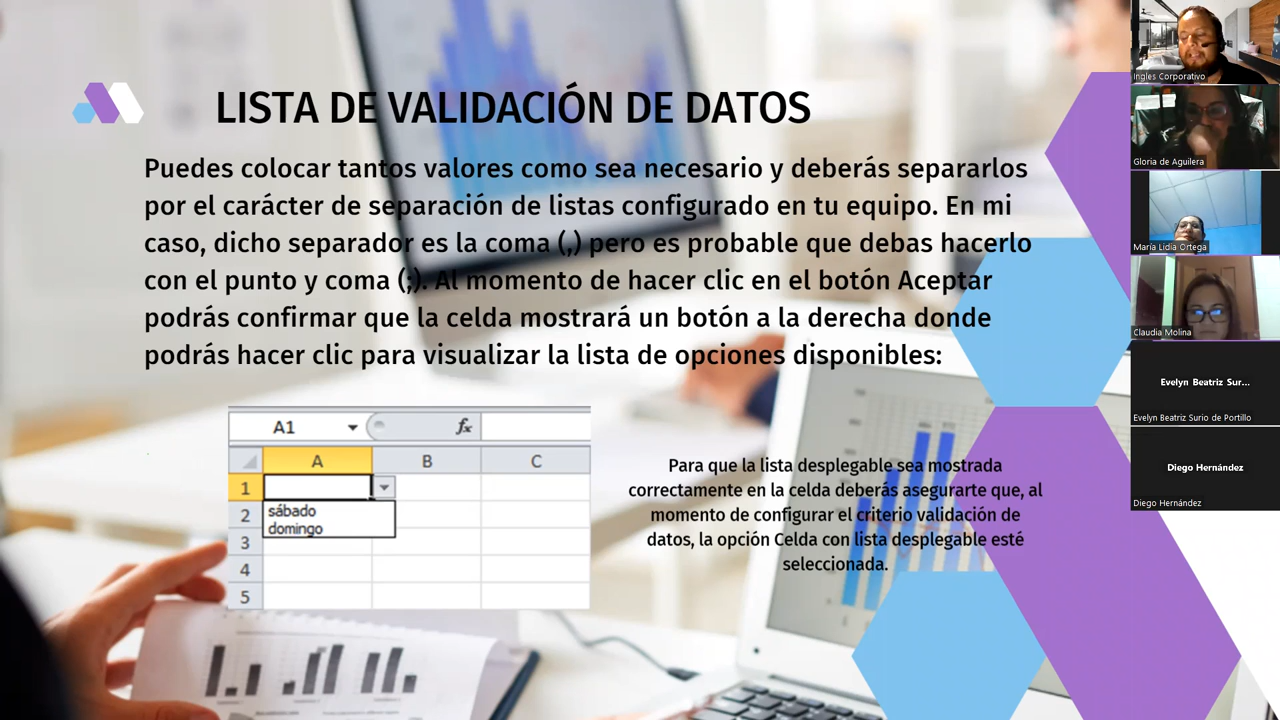 LISTA DE VALIDACIÓN DE DATOS
Puedes colocar tantos valores como sea necesario y deberás separarlos
por el carácter de separación de listas configurado en tu equipo. En mi
caso, dicho separador es la coma (,) pero es probable que debas hacerlo
con el punto y coma (;). Al momento de hacer clic en el botón Aceptar
podrás confirmar que la celda mostrará un botón a la derecha donde
podrás hacer clic para visualizar la lista de opciones disponibles:
A1 fx
A B C
1
2
3
4
5
sábado
domingo
Para que la lista desplegable sea mostrada
correctamente en la celda deberás asegurarte que, al
momento de configurar el criterio validación de
datos, la opción Celda con lista desplegable esté
seleccionada.
Ingles Corporativo
Gloria de Aguilera
María Lidia Ortega
Claudia Molina
Evelyn Beatriz Sur...
Evelyn Beatriz Surio de Portillo
Diego Hernández
Diego Hernández